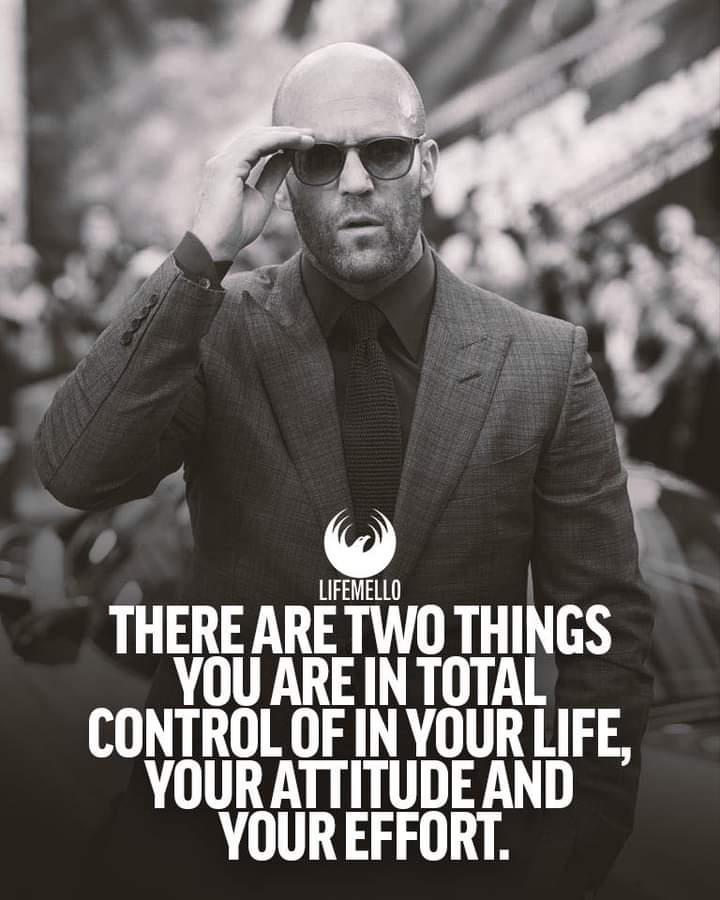 LIFEMELLO
THERE ARE TWO THINGS
YOU ARE IN TOTAL
CONTROL OF IN YOUR LIFE,
YOUR ATTITUDE AND
YOUR EFFORT.